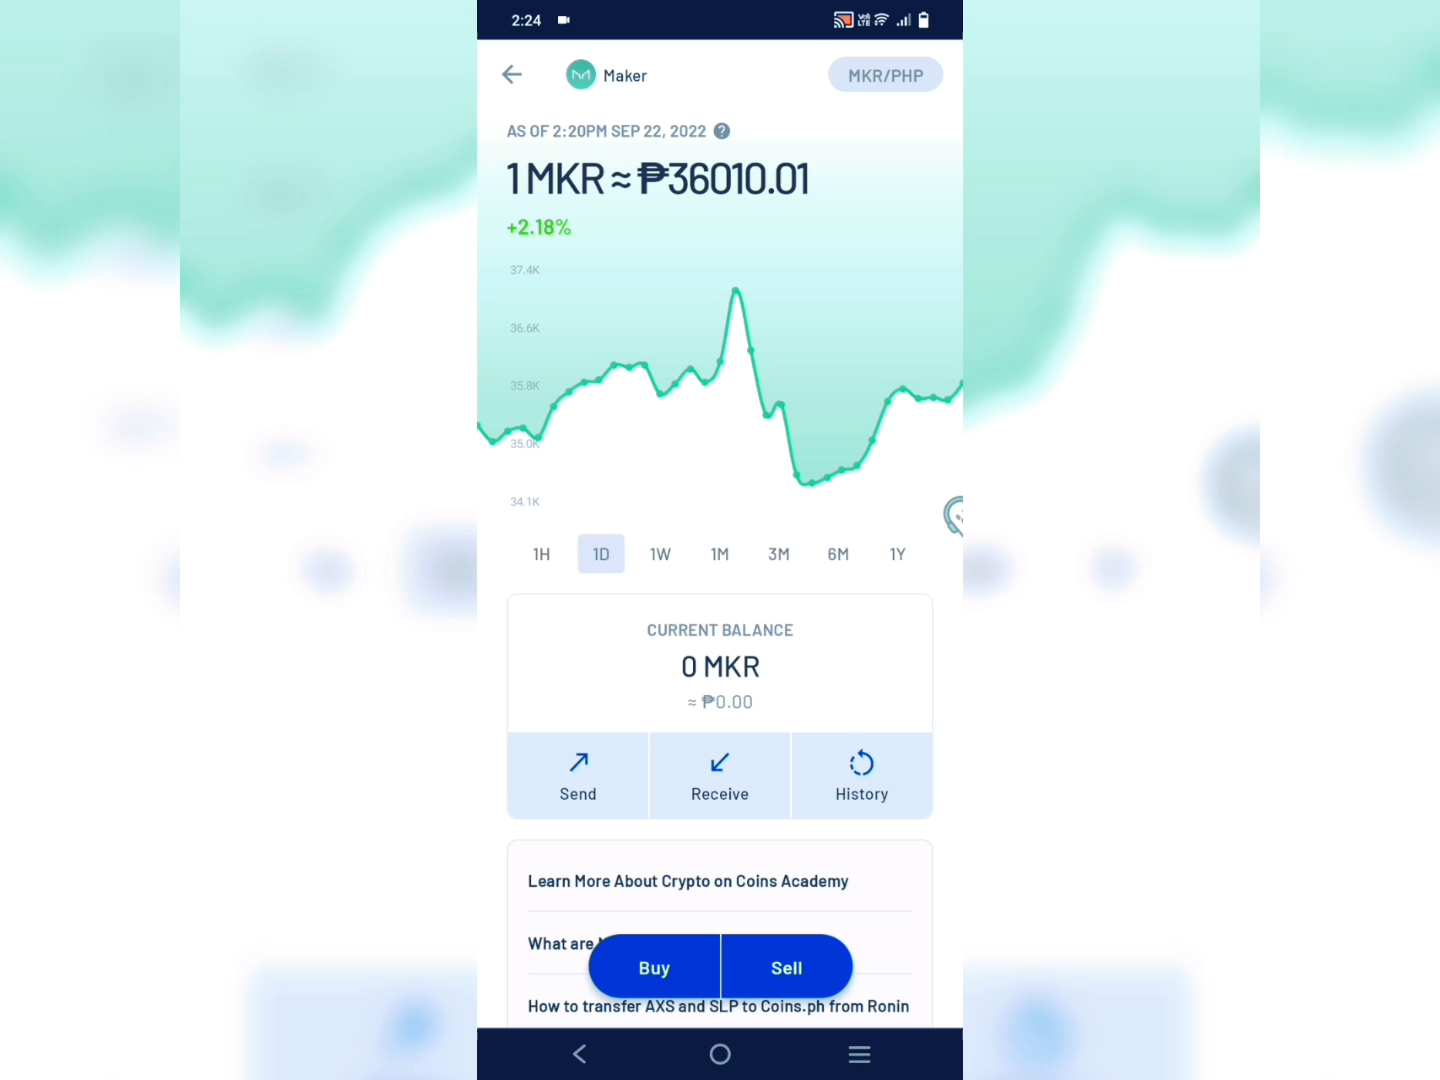 2:24
Maker
MKR/PHP
AS OF 2:20PM SEP 22, 2022
1 MKR ≈ ₱36010.01
+2.18%
37.4K
36.6K
35.8K
35.0K
34.1K
1H 1D 1W 1M 3M 6M 1Y
CURRENT BALANCE
0 MKR
≈ ₱0.00
Send Receive History
Learn More About Crypto on Coins Academy
What are
Buy Sell
How to transfer AXS and SLP to Coins.ph from Ronin